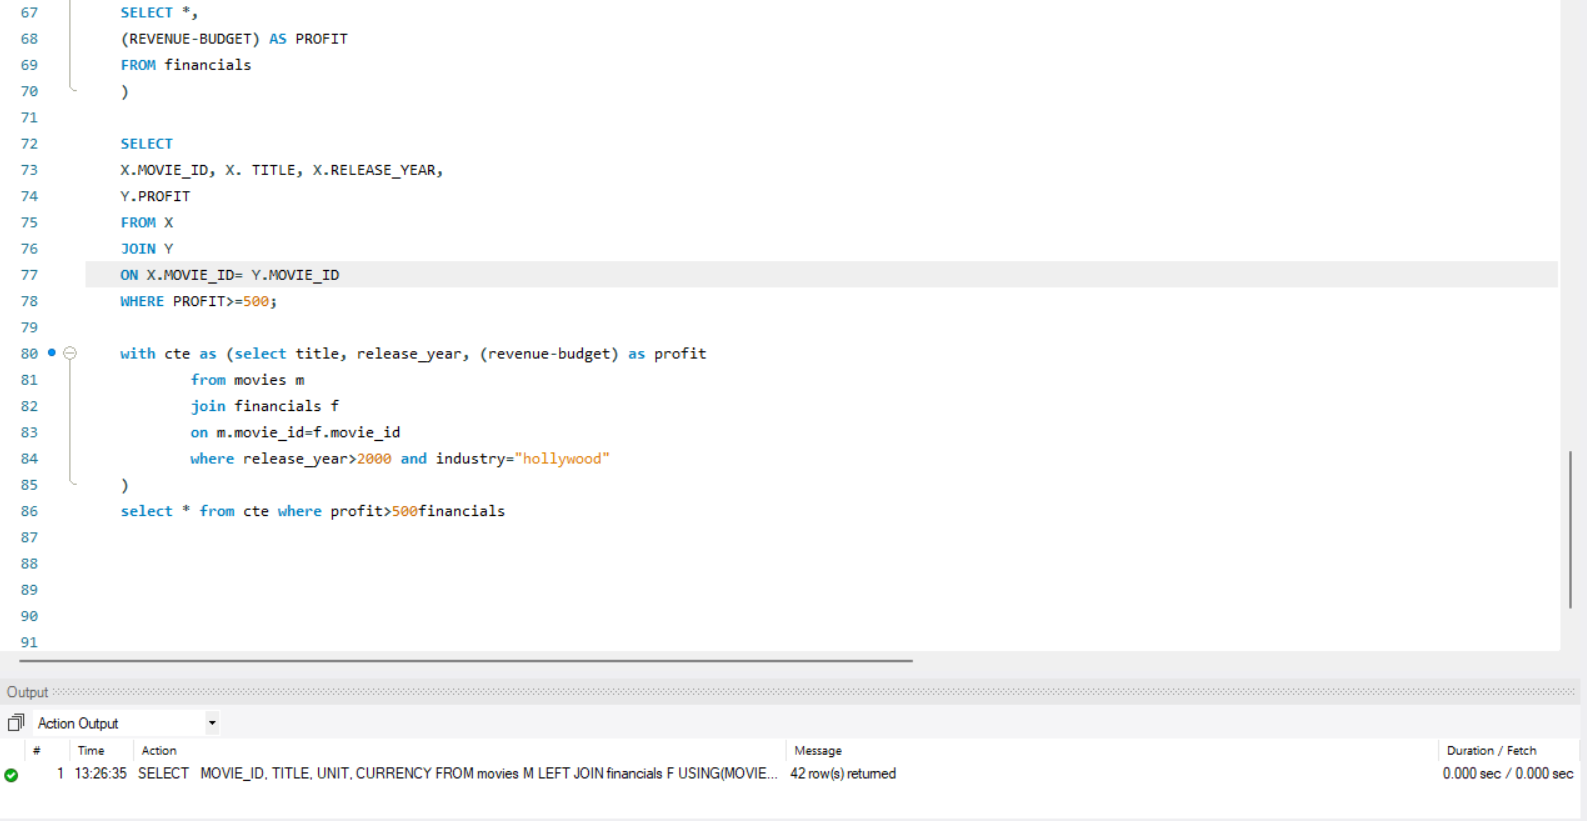 67 SELECT *,
68 (REVENUE-BUDGET) AS PROFIT
69 FROM financials
70 )
71
72 SELECT
73 X.MOVIE_ID, X. TITLE, X.RELEASE_YEAR,
74 Y.PROFIT
75 FROM X
76 JOIN Y
77 ON X.MOVIE_ID= Y.MOVIE_ID
78 WHERE PROFIT>=500;
79
80 with cte as (select title, release_year, (revenue-budget) as profit
81 from movies m
82 join financials f
83 on m.movie_id=f.movie_id
84 where release_year>2000 and industry="hollywood"
85 )
86 select * from cte where profit>500financials
87
88
89
90
91
Output
Action Output
# Time Action Message Duration / Fetch
1 13:26:35 SELECT MOVIE_ID, TITLE, UNIT, CURRENCY FROM movies M LEFT JOIN financials F USING(MOVIE... 42 row(s) returned 0.000 sec / 0.000 sec